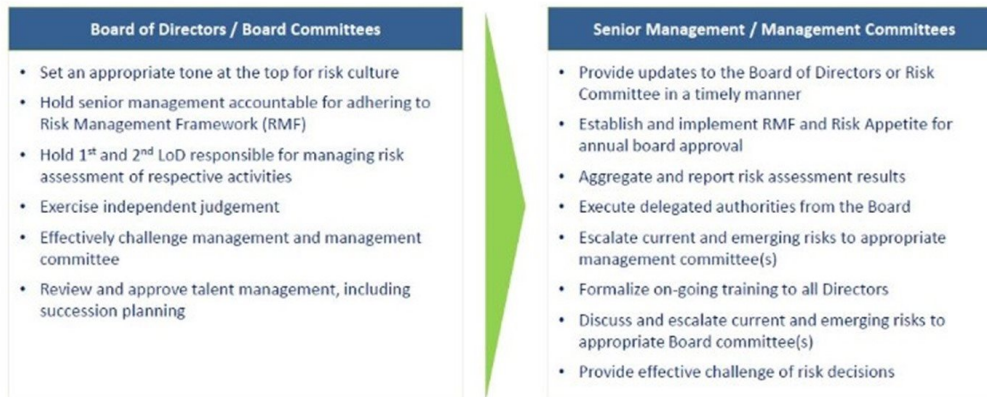 Board of Directors / Board Committees
• Set an appropriate tone at the top for risk culture
• Hold senior management accountable for adhering to
Risk Management Framework (RMF)
• Hold 1st and 2nd LoD responsible for managing risk
assessment of respective activities
• Exercise independent judgement
• Effectively challenge management and management
committee
• Review and approve talent management, including
succession planning
Senior Management / Management Committees
• Provide updates to the Board of Directors or Risk
Committee in a timely manner
• Establish and implement RMF and Risk Appetite for
annual board approval
• Aggregate and report risk assessment results
• Execute delegated authorities from the Board
• Escalate current and emerging risks to appropriate
management committee(s)
• Formalize on-going training to all Directors
• Discuss and escalate current and emerging risks to
appropriate Board committee(s)
• Provide effective challenge of risk decisions